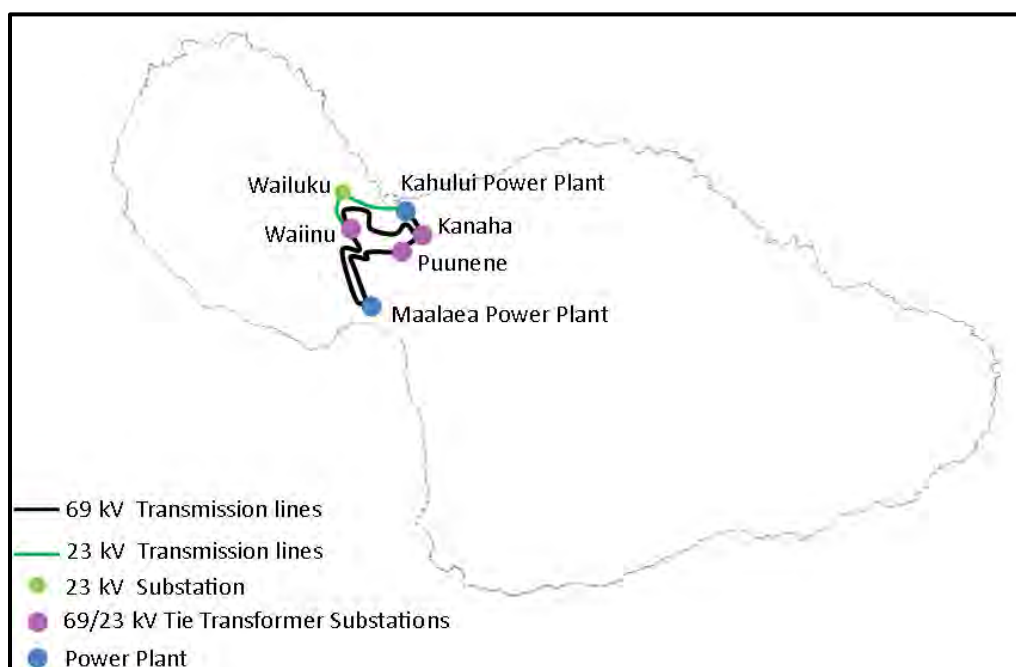 Wailuku
Kahului Power Plant
Waiinu
Kanaha
Puunene
Maalaea Power Plant
69 kV Transmission lines
23 kV Transmission lines
23 kV Substation
69/23 kV Tie Transformer Substations
Power Plant